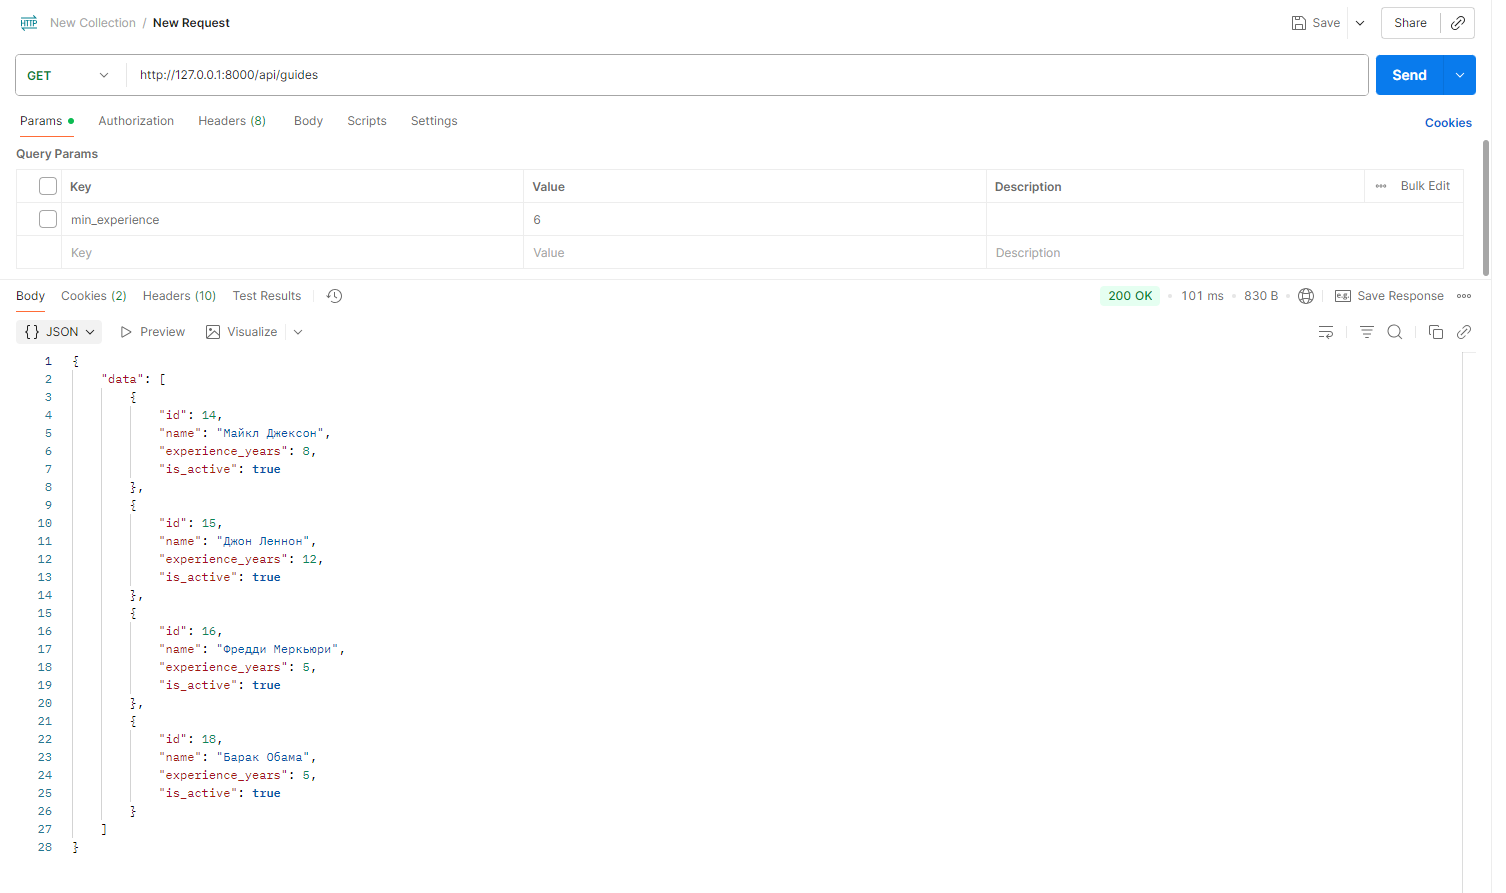 HTTP New Collection / New Request Save Share
GET http://127.0.0.1:8000/api/guides Send
Params Authorization Headers (8) Body Scripts Settings Cookies
Query Params
Key Value Description Bulk Edit
min_experience 6
Key Value Description
Body Cookies (2) Headers (10) Test Results 200 OK 101 ms 830 B e.g. Save Response
{} JSON Preview Visualize
1 {
2 "data": [
3 {
4 "id": 14,
5 "name": "Майкл Джексон",
6 "experience_years": 8,
7 "is_active": true
8 },
9 {
10 "id": 15,
11 "name": "Джон Леннон",
12 "experience_years": 12,
13 "is_active": true
14 },
15 {
16 "id": 16,
17 "name": "Фредди Меркьюри",
18 "experience_years": 5,
19 "is_active": true
20 },
21 {
22 "id": 18,
23 "name": "Барак Обама",
24 "experience_years": 5,
25 "is_active": true
26 }
27 ]
28 }